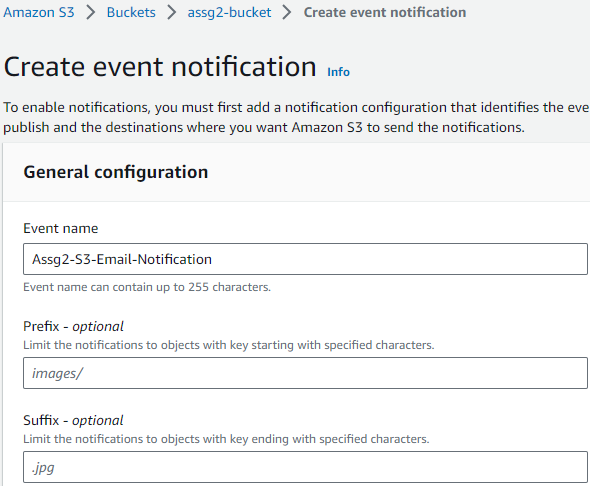 Amazon S3 > Buckets > assg2-bucket > Create event notification
Create event notification Info
To enable notifications, you must first add a notification configuration that identifies the eve
publish and the destinations where you want Amazon S3 to send the notifications.
General configuration
Event name
Assg2-S3-Email-Notification
Event name can contain up to 255 characters.
Prefix - optional
Limit the notifications to objects with key starting with specified characters.
images/
Suffix - optional
Limit the notifications to objects with key ending with specified characters.
.jpg